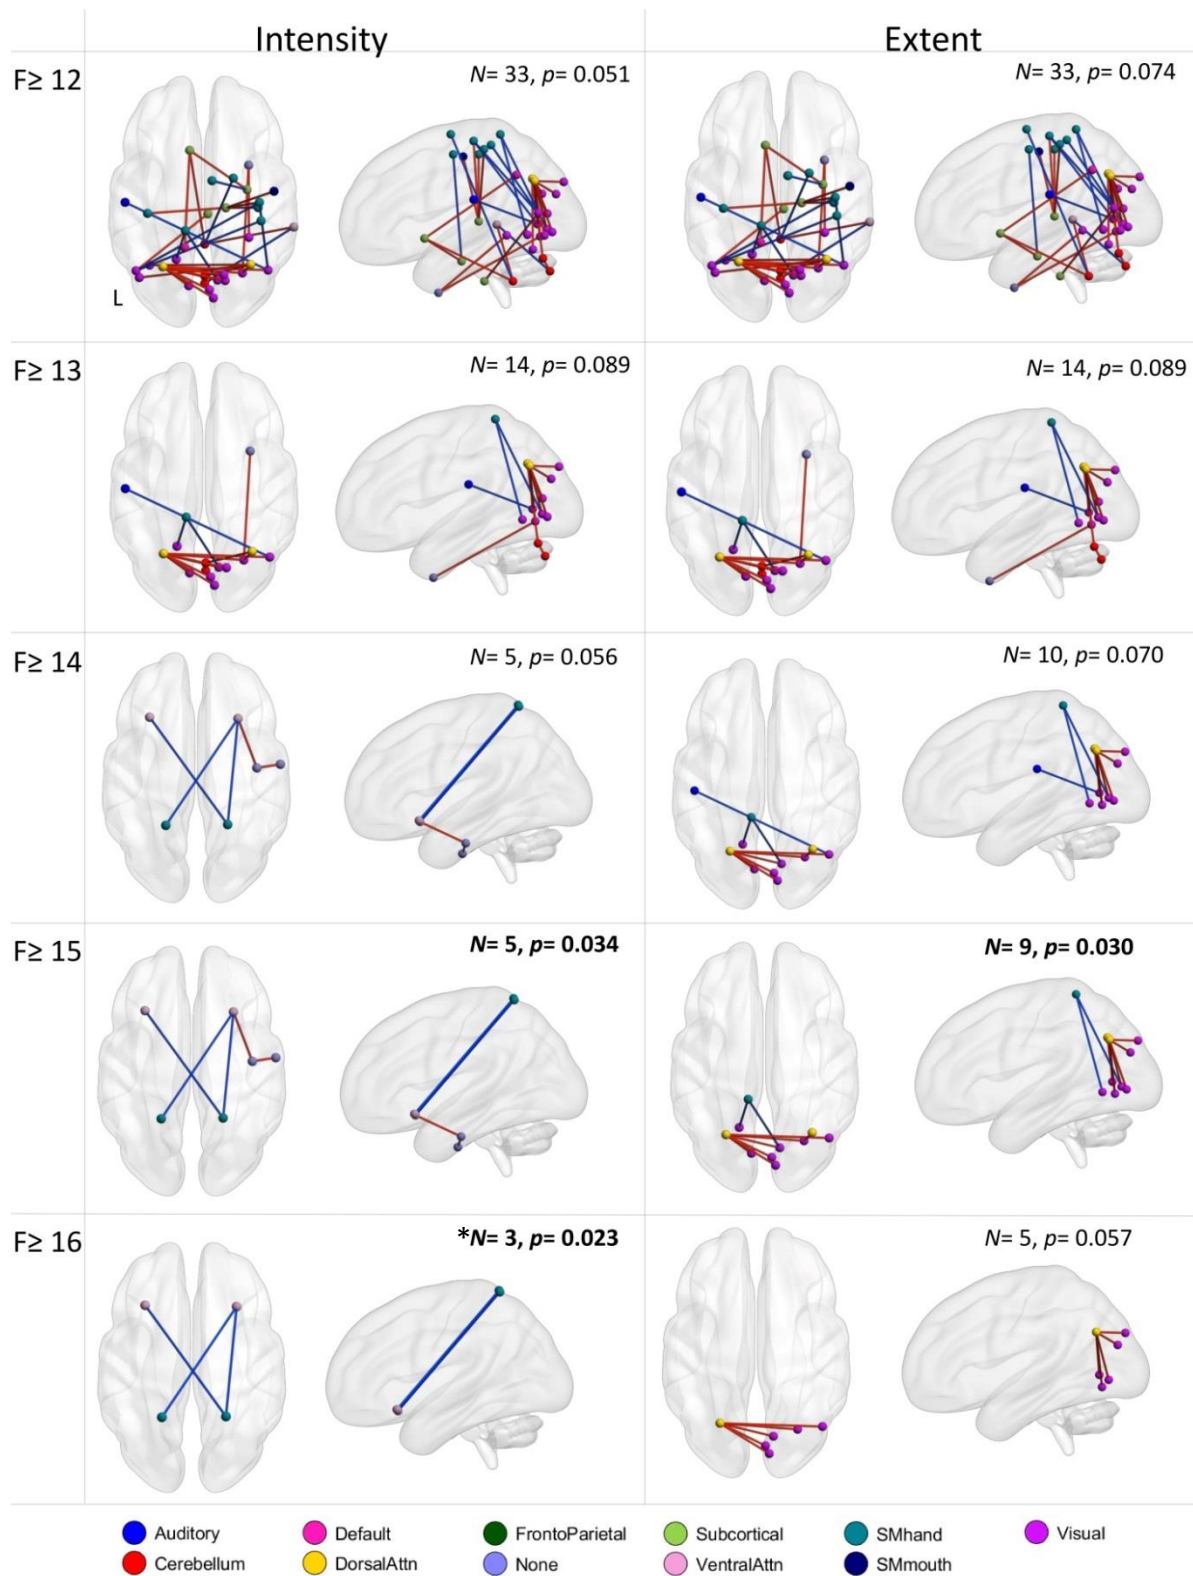 Intensity Extent
F≥ 12 N= 33, p= 0.051 N= 33, p= 0.074
L
F≥ 13 N= 14, p= 0.089 N= 14, p= 0.089
F≥ 14 N= 5, p= 0.056 N= 10, p= 0.070
F≥ 15 N= 5, p= 0.034 N= 9, p= 0.030
F≥ 16 *N= 3, p= 0.023 N= 5, p= 0.057
Auditory Default FrontoParietal Subcortical SMhand Visual
Cerebellum DorsalAttn None VentralAttn SMmouth